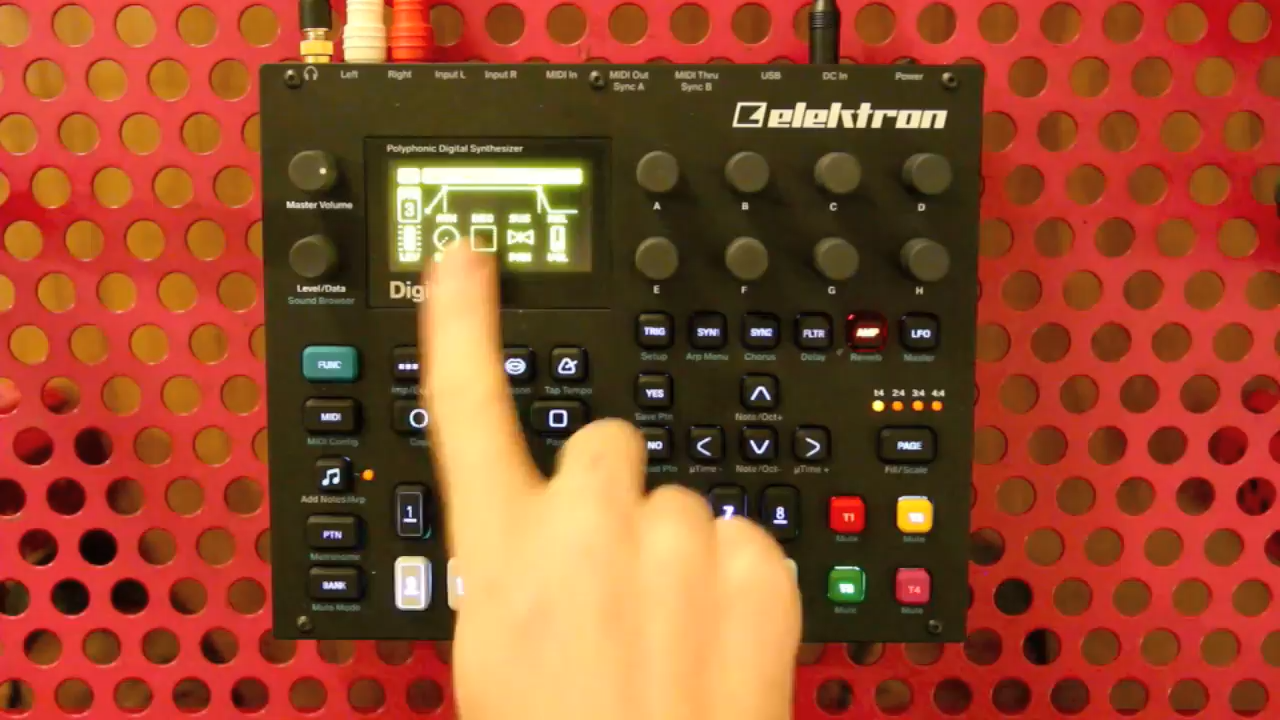 Left Right Input L Input R MIDI In MIDI Out MIDI Thru USB DC In Power
Sync A Sync B
elektron
Polyphonic Digital Synthesizer
Master Volume
3
A B C D
Level/Data
Sound Browser
Digi
E F G H
TRIG SYN1 SYN2 FLTR AMP LFO
Setup Arp Menu Chorus Delay Reverb Master
FUNC
Tap Tempo
YES
Save Ptn
Note/Oct+
1:4 2:4 3:4 4:4
MIDI
MIDI Config
NO
PAGE
µTime - Note/Oct- µTime + Fill/Scale
Add Notes/Arp
1 7 8
T1
Mute Mute
PTN
Metronome
BANK
Mute Mode
T3 T4
Mute Mute